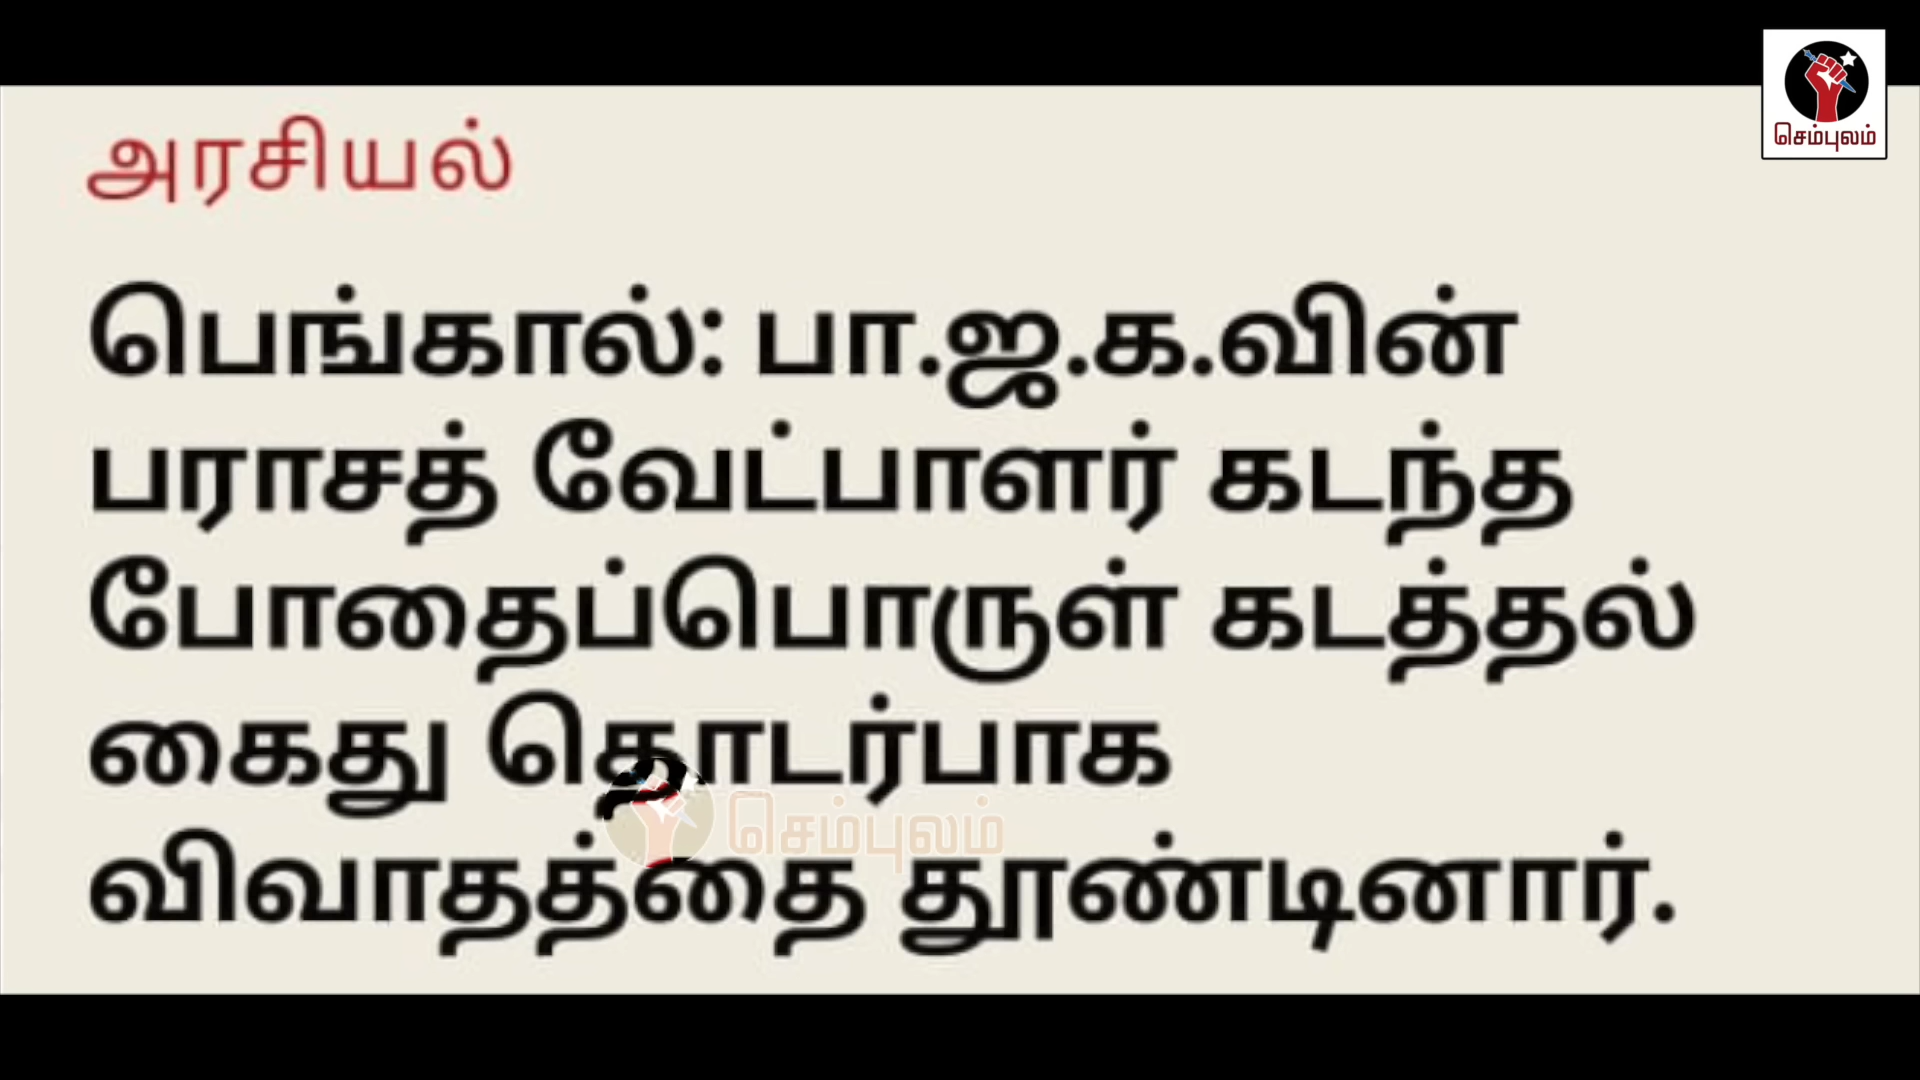 செம்புலம்
அரசியல்
பெங்கால்: பா.ஜ.க.வின்
பராசத் வேட்பாளர் கடந்த
போதைப்பொருள் கடத்தல்
கைது தொடர்பாக
செம்புலம்
விவாதத்தை தூண்டினார்.